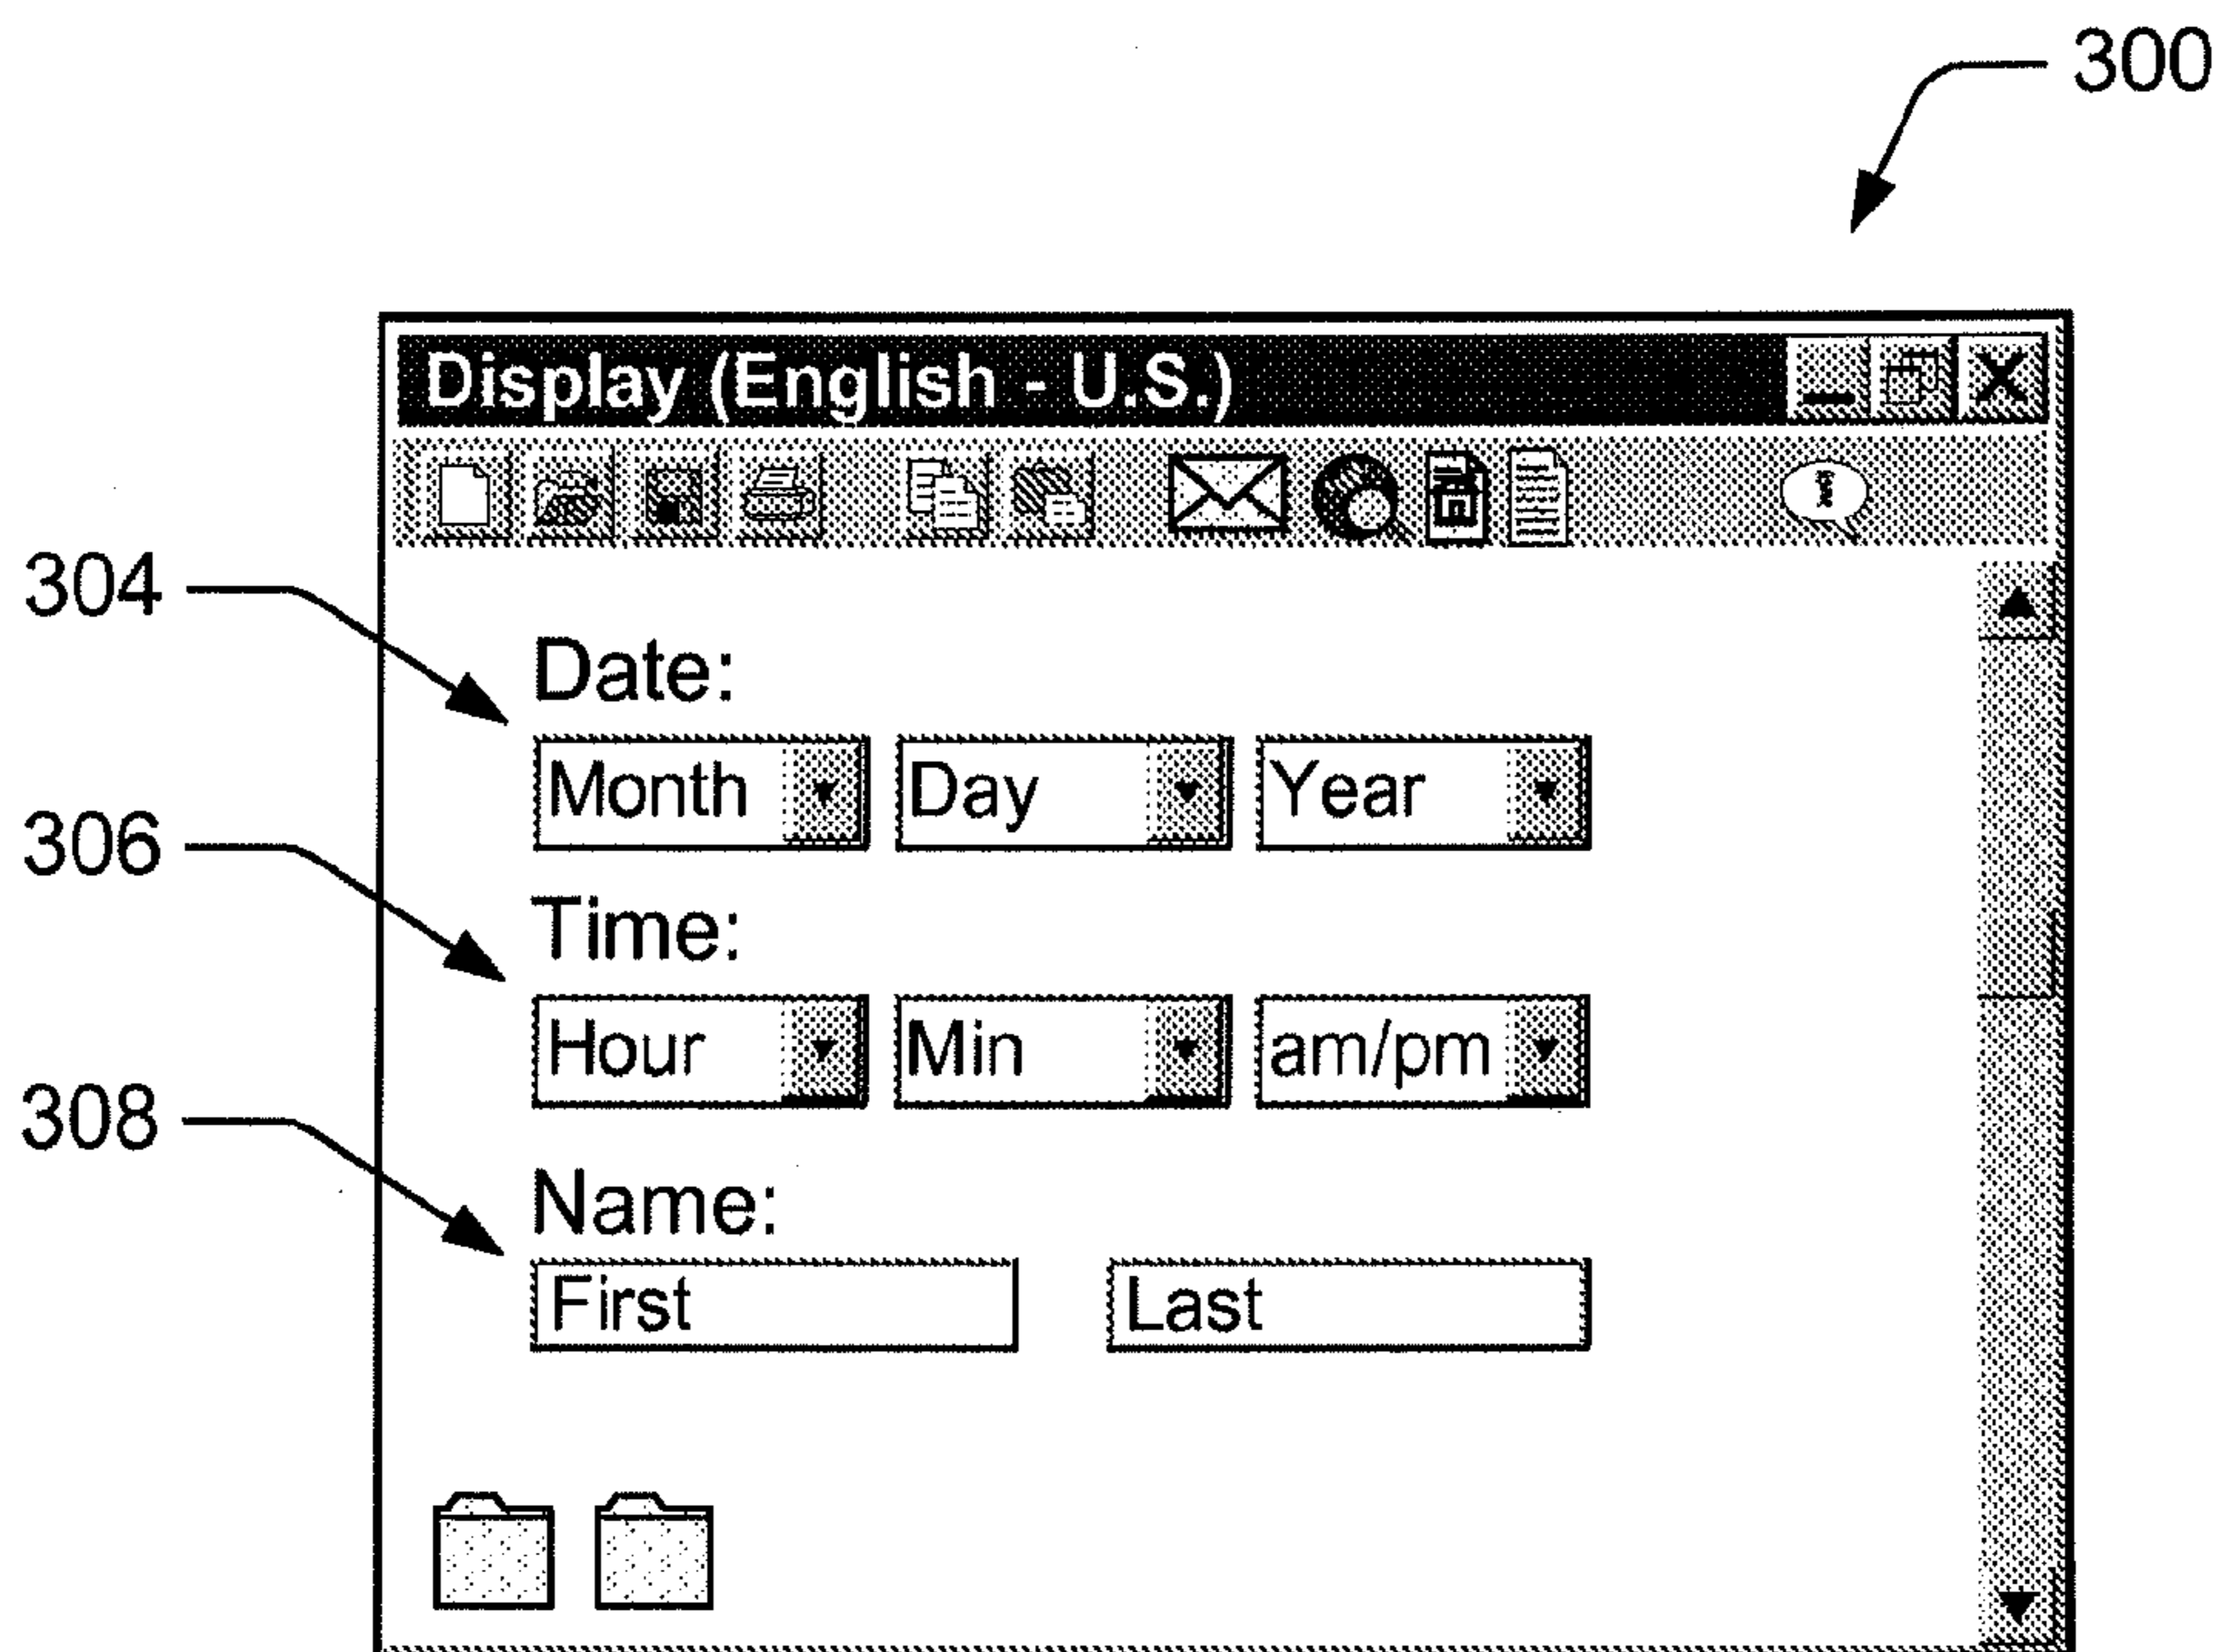 300
Display (English - U.S.)
304
Date:
Month Day Year
306
Time:
Hour Min am/pm
308
Name:
First Last